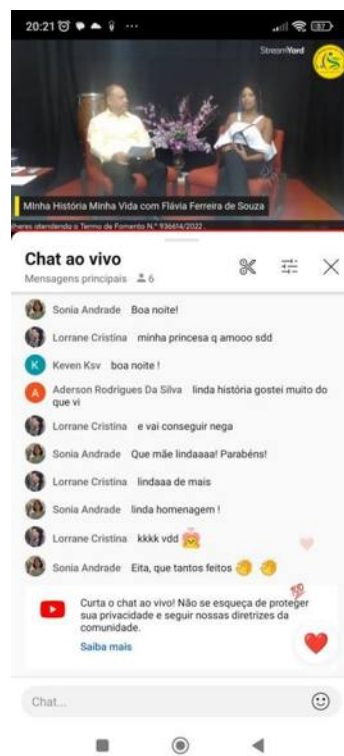 20:21
37
StreamYard
Minha História Minha Vida com Flávia Ferreira de Souza
lheres atendendo o Termo de Fomento N.º 936614/2022 .
Chat ao vivo
Mensagens principais 6
Sonia Andrade Boa noite!
Lorrane Cristina minha princesa q amooo sdd
K Keven Ksv boa noite !
A Aderson Rodrigues Da Silva linda história gostei muito do
que vi
Lorrane Cristina e vai conseguir nega
Sonia Andrade Que mãe lindaaaa! Parabéns!
Lorrane Cristina lindaaa de mais
Sonia Andrade linda homenagem !
Lorrane Cristina kkkk vdd
Sonia Andrade Eita, que tantos feitos 👏 👏
💯
Curta o chat ao vivo! Não se esqueça de proteger
sua privacidade e seguir nossas diretrizes da
comunidade.
Saiba mais
Chat...